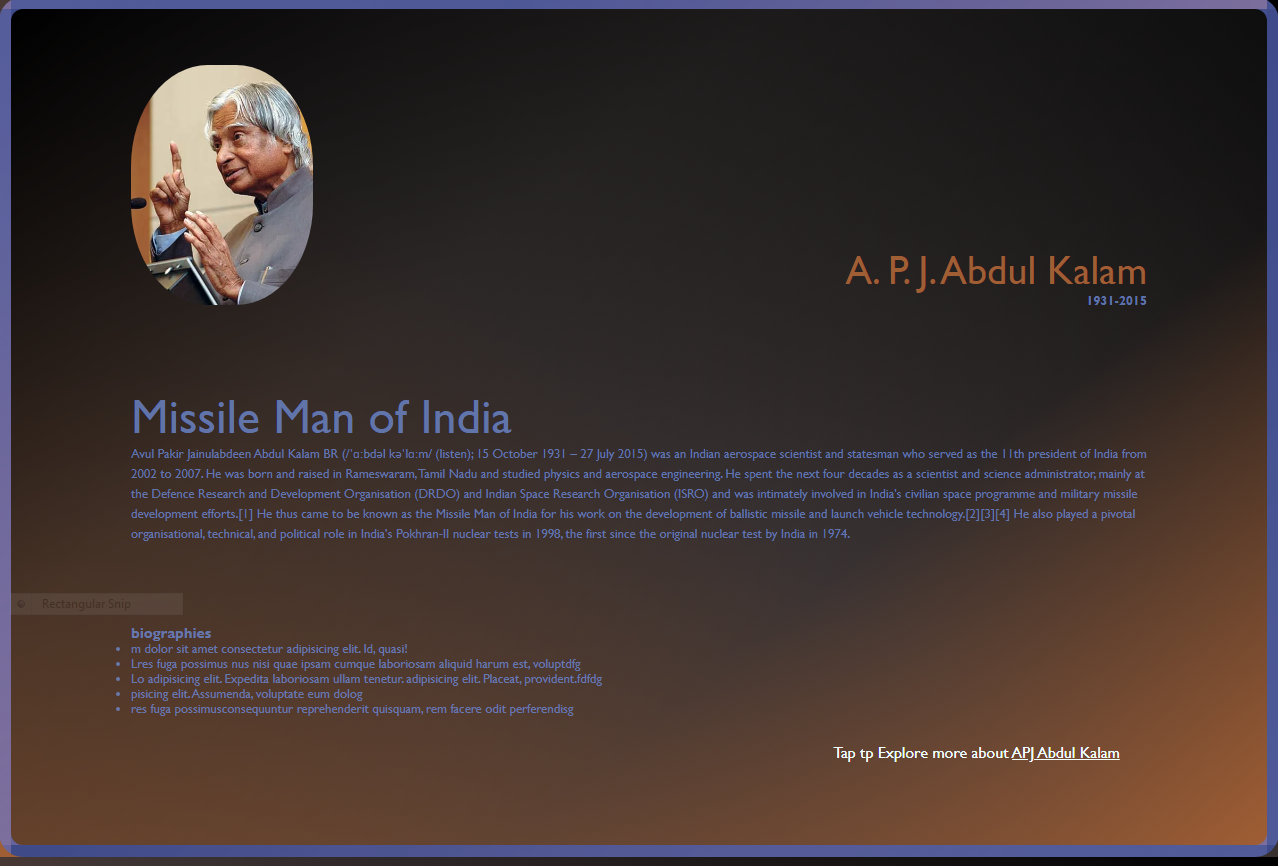 A. P. J. Abdul Kalam
1931-2015
Missile Man of India
Avul Pakir Jainulabdeen Abdul Kalam BR (/ˈɑːbdəl kəˈlɑːm/ (listen); 15 October 1931 – 27 July 2015) was an Indian aerospace scientist and statesman who served as the 11th president of India from
2002 to 2007. He was born and raised in Rameswaram, Tamil Nadu and studied physics and aerospace engineering. He spent the next four decades as a scientist and science administrator, mainly at
the Defence Research and Development Organisation (DRDO) and Indian Space Research Organisation (ISRO) and was intimately involved in India's civilian space programme and military missile
development efforts.[1] He thus came to be known as the Missile Man of India for his work on the development of ballistic missile and launch vehicle technology.[2][3][4] He also played a pivotal
organisational, technical, and political role in India's Pokhran-II nuclear tests in 1998, the first since the original nuclear test by India in 1974.
Rectangular Snip
biographies
• m dolor sit amet consectetur adipisicing elit. Id, quasi!
• Lres fuga possimus nus nisi quae ipsam cumque laboriosam aliquid harum est, voluptdfg
• Lo adipisicing elit. Expedita laboriosam ullam tenetur. adipisicing elit. Placeat, provident.fdfdg
• pisicing elit. Assumenda, voluptate eum dolog
• res fuga possimusconsequuntur reprehenderit quisquam, rem facere odit perferendisg
Tap tp Explore more about APJ Abdul Kalam